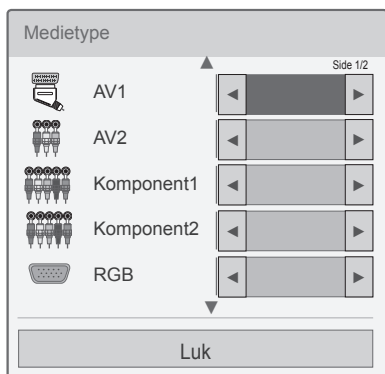 Medietype
Side 1/2
AV1
AV2
Komponent1
Komponent2
RGB
Luk